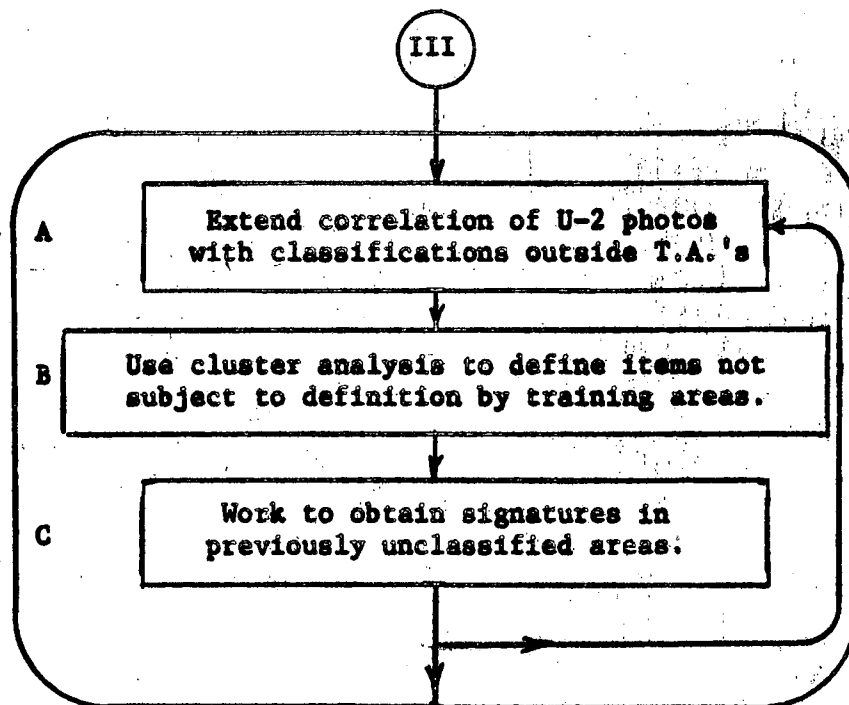 III
A
Extend correlation of U-2 photos
with classifications outside T.A.'s
B
Use cluster analysis to define items not
subject to definition by training areas.
C
Work to obtain signatures in
previously unclassified areas.